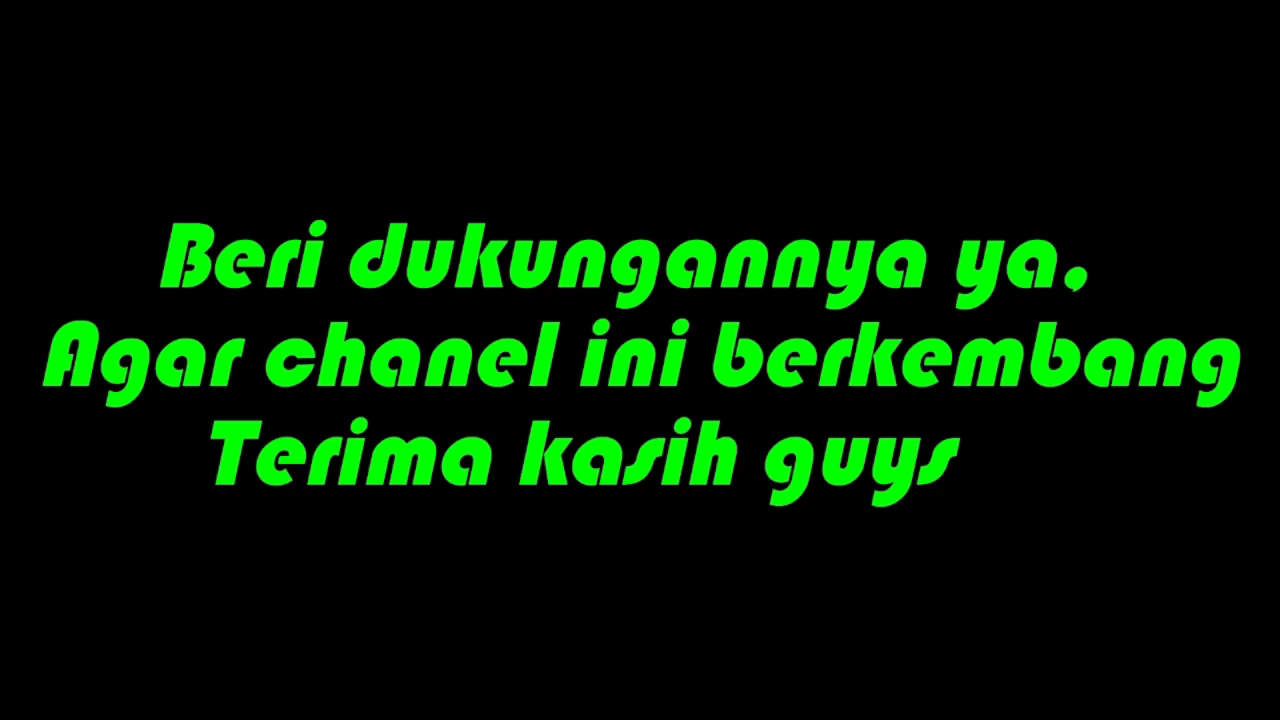 Beri dukungannya ya,
Agar chanel ini berkembang
Terima kasih guys